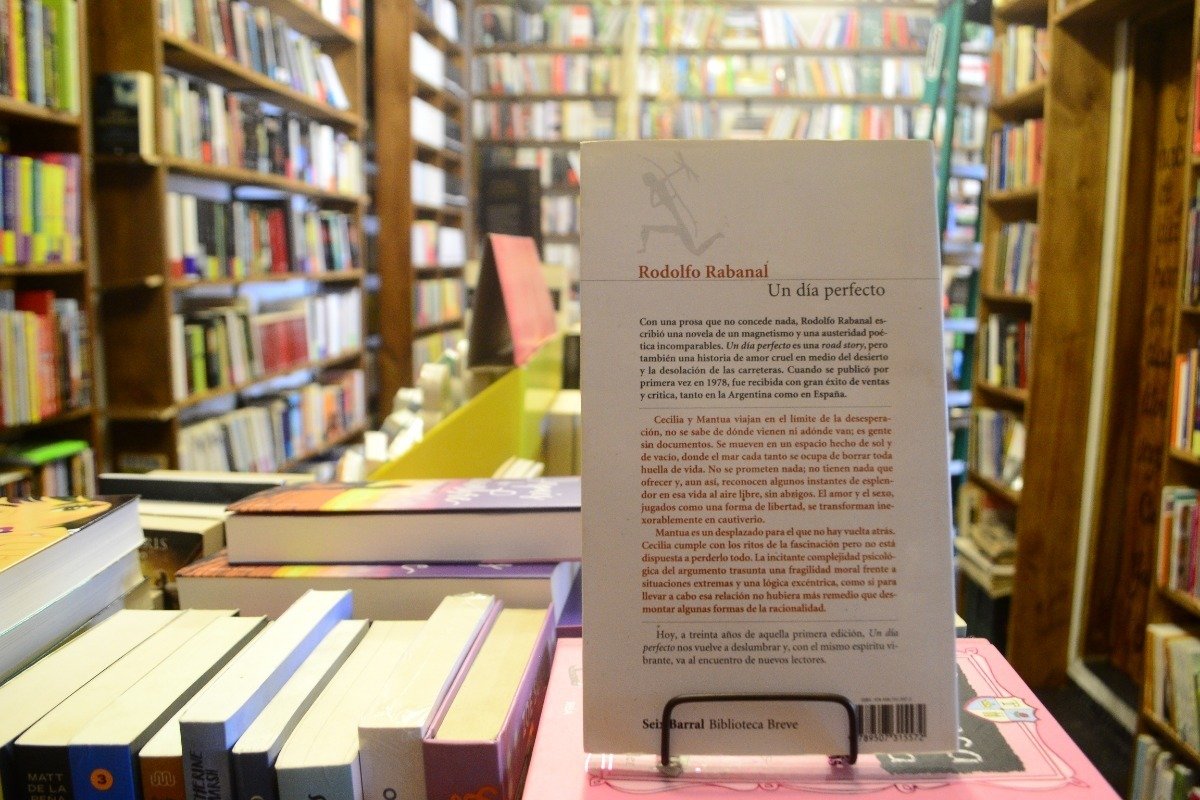 Rodolfo Rabanal
Un día perfecto
Con una prosa que no concede nada, Rodolfo Rabanal es-
cribió una novela de un magnetismo y una austeridad poé-
tica incomparables. Un día perfecto es una road story, pero
también una historia de amor cruel en medio del desierto
y la desolación de las carreteras. Cuando se publicó por
primera vez en 1978, fue recibida con gran éxito de ventas
y crítica, tanto en la Argentina como en España.
Cecilia y Mantua viajan en el límite de la desespera-
ción, no se sabe de dónde vienen ni adónde van; es gente
sin documentos. Se mueven en un espacio hecho de sol y
de vacío, donde el mar cada tanto se ocupa de borrar toda
huella de vida. No se prometen nada; no tienen nada que
ofrecer y, aun así, reconocen algunos instantes de esplen-
dor en esa vida al aire libre, sin abrigos. El amor y el sexo,
jugados como una forma de libertad, se transforman ine-
xorablemente en cautiverio.
Mantua es un desplazado para el que no hay vuelta atrás.
Cecilia cumple con los ritos de la fascinación pero no está
dispuesta a perderlo todo. La incitante complejidad psicoló-
gica del argumento trasunta una fragilidad moral frente a
situaciones extremas y una lógica excéntrica, como si para
llevar a cabo esa relación no hubiera más remedio que des-
montar algunas formas de la racionalidad.
Hoy, a treinta años de aquella primera edición, Un día
perfecto nos vuelve a deslumbrar y, con el mismo espíritu vi-
brante, va al encuentro de nuevos lectores.
Seix Barral Biblioteca Breve
MATT
DE LA
PEÑA
3